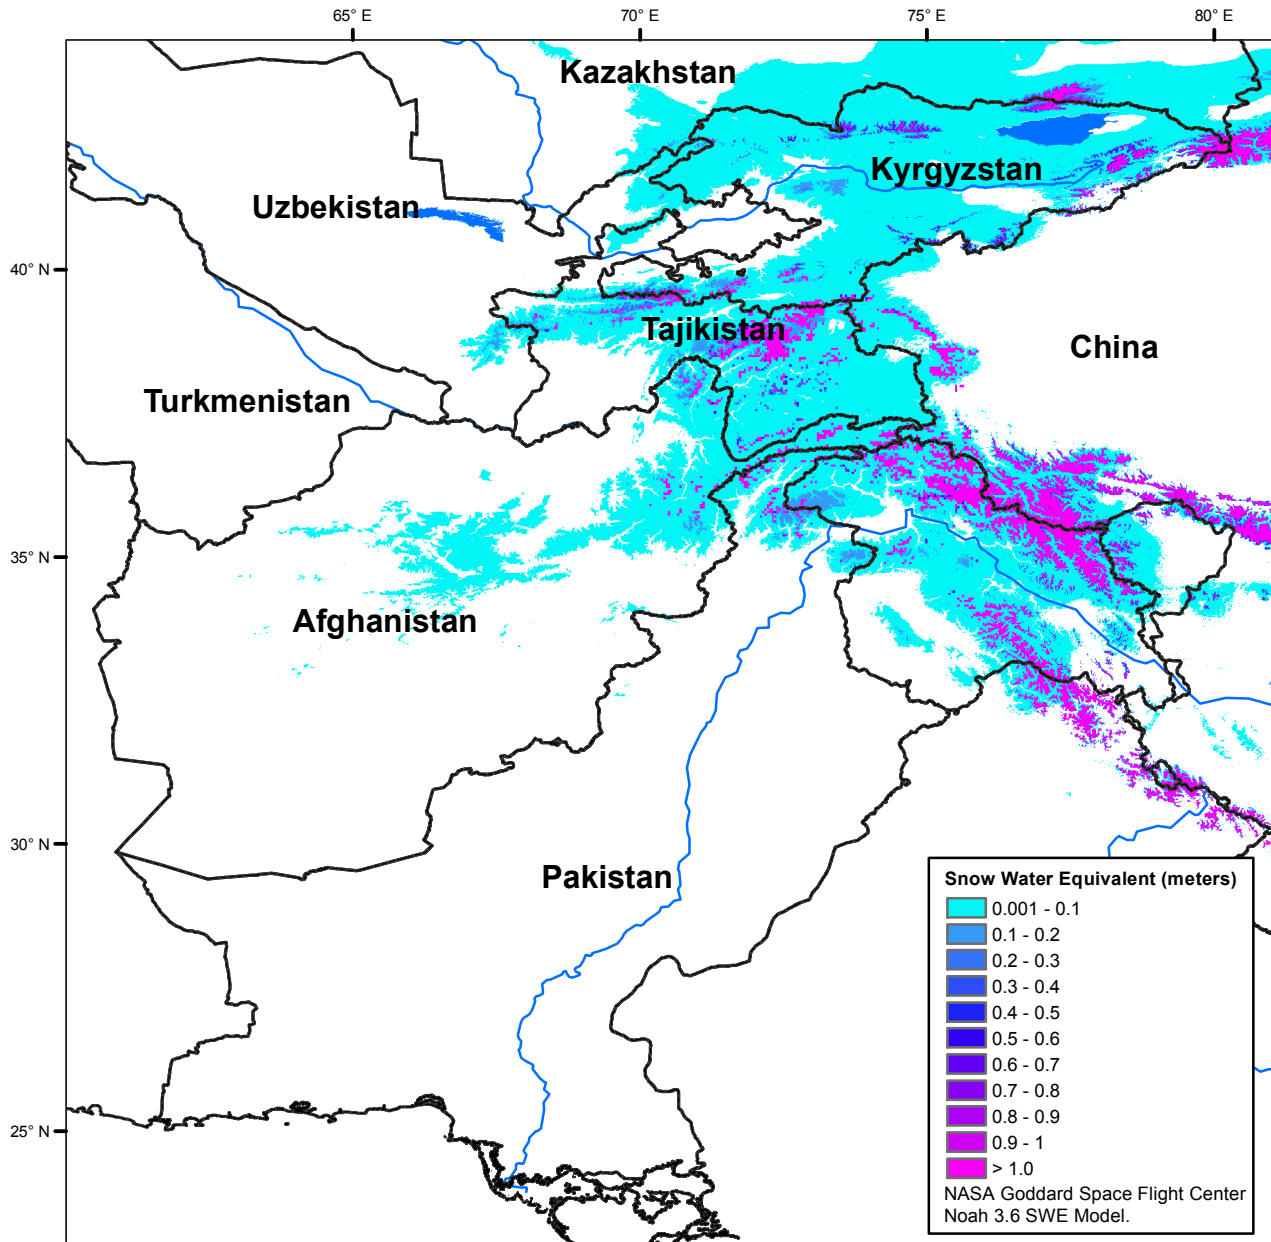 65° E
70° E
75° E
80° E
Kazakhstan
Kyrgyzstan
Uzbekistan
40° N
Tajikistan
China
Turkmenistan
35° N
Afghanistan
30° N
Pakistan
25° N
Snow Water Equivalent (meters)
0.001 - 0.1
0.1 - 0.2
0.2 - 0.3
0.3 - 0.4
0.4 - 0.5
0.5 - 0.6
0.6 - 0.7
0.7 - 0.8
0.8 - 0.9
0.9 - 1
> 1.0
NASA Goddard Space Flight Center
Noah 3.6 SWE Model.